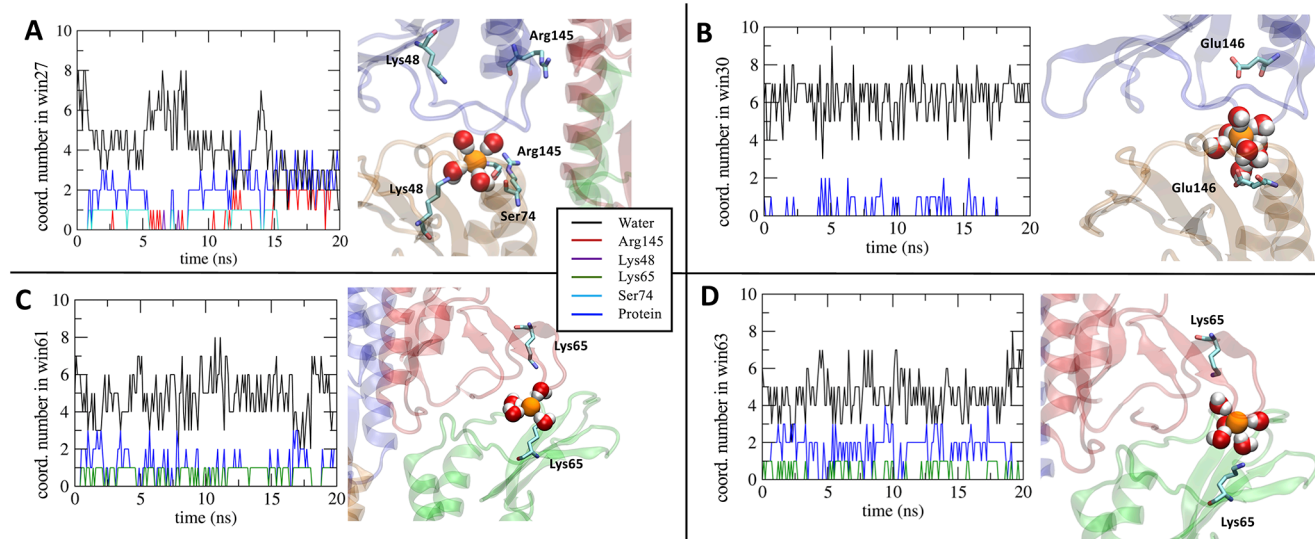 A
coord. number in win27
10
8
6
4
2
0
0 5 10 15 20
time (ns)
Lys48
Arg145
Arg145
Lys48
Ser74
B
coord. number in win30
10
8
6
4
2
0
0 5 10 15 20
time (ns)
Glu146
Glu146
Water
Arg145
Lys48
Lys65
Ser74
Protein
C
coord. number in win61
10
8
6
4
2
0
0 5 10 15 20
time (ns)
Lys65
Lys65
D
coord. number in win63
10
8
6
4
2
0
0 5 10 15 20
time (ns)
Lys65
Lys65